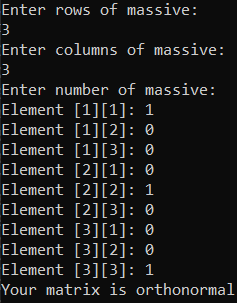 Enter rows of massive:
3
Enter columns of massive:
3
Enter number of massive:
Element [1][1]: 1
Element [1][2]: 0
Element [1][3]: 0
Element [2][1]: 0
Element [2][2]: 1
Element [2][3]: 0
Element [3][1]: 0
Element [3][2]: 0
Element [3][3]: 1
Your matrix is orthonormal